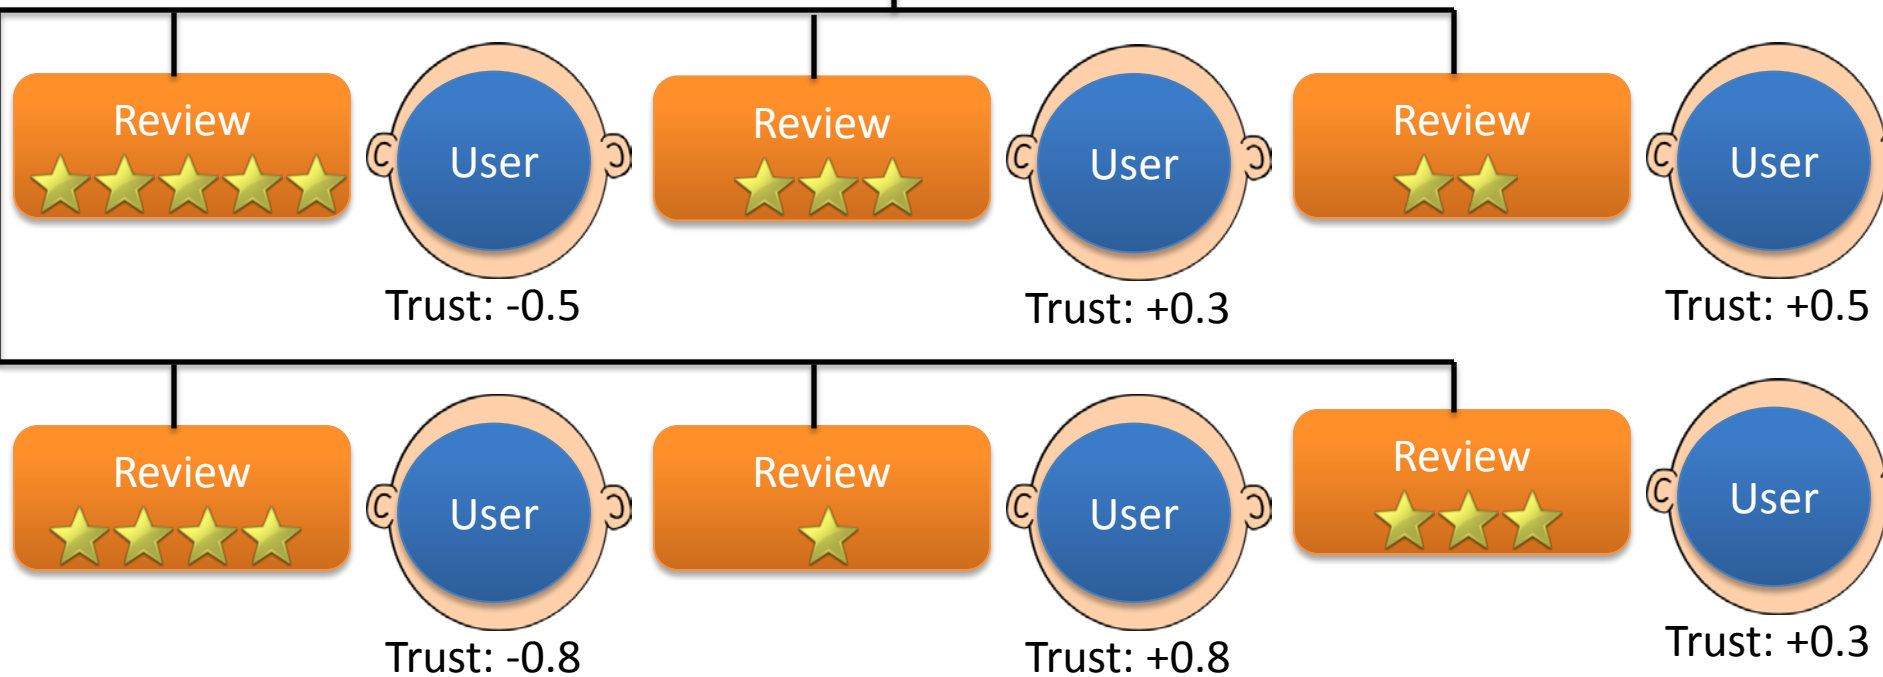 Review
User
Trust: -0.5
Review
User
Trust: +0.3
Review
User
Trust: +0.5
Review
User
Trust: -0.8
Review
User
Trust: +0.8
Review
User
Trust: +0.3